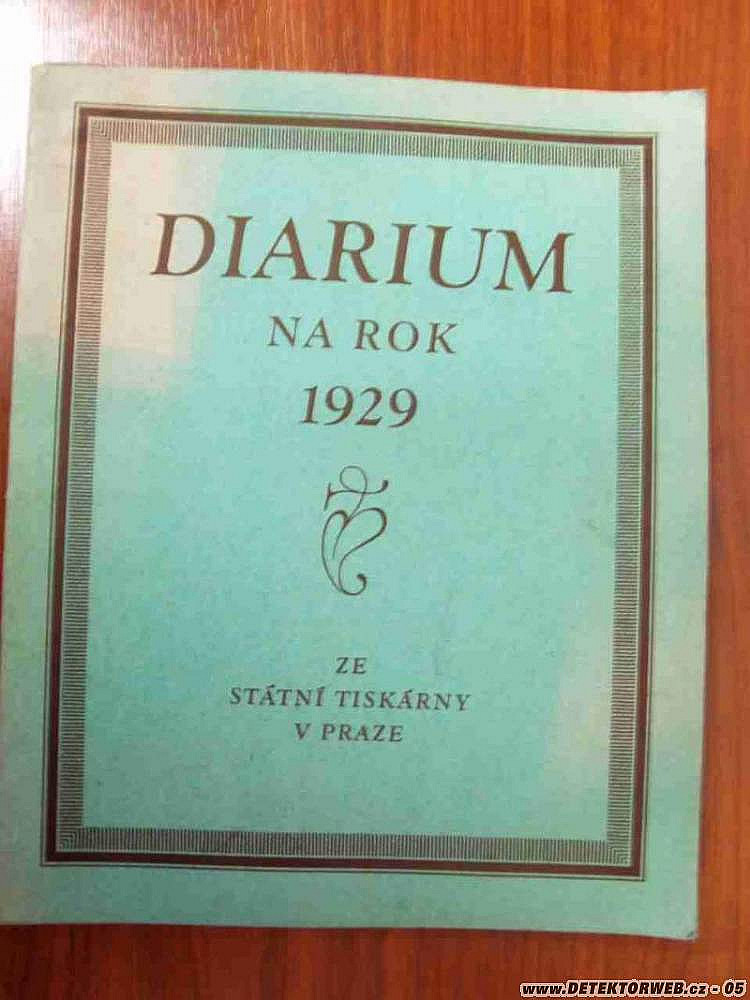 DIARIUM
NA ROK
1929
ZE
STÁTNÍ TISKÁRNY
V PRAZE
www.DETEKTORWEB.cz - 05